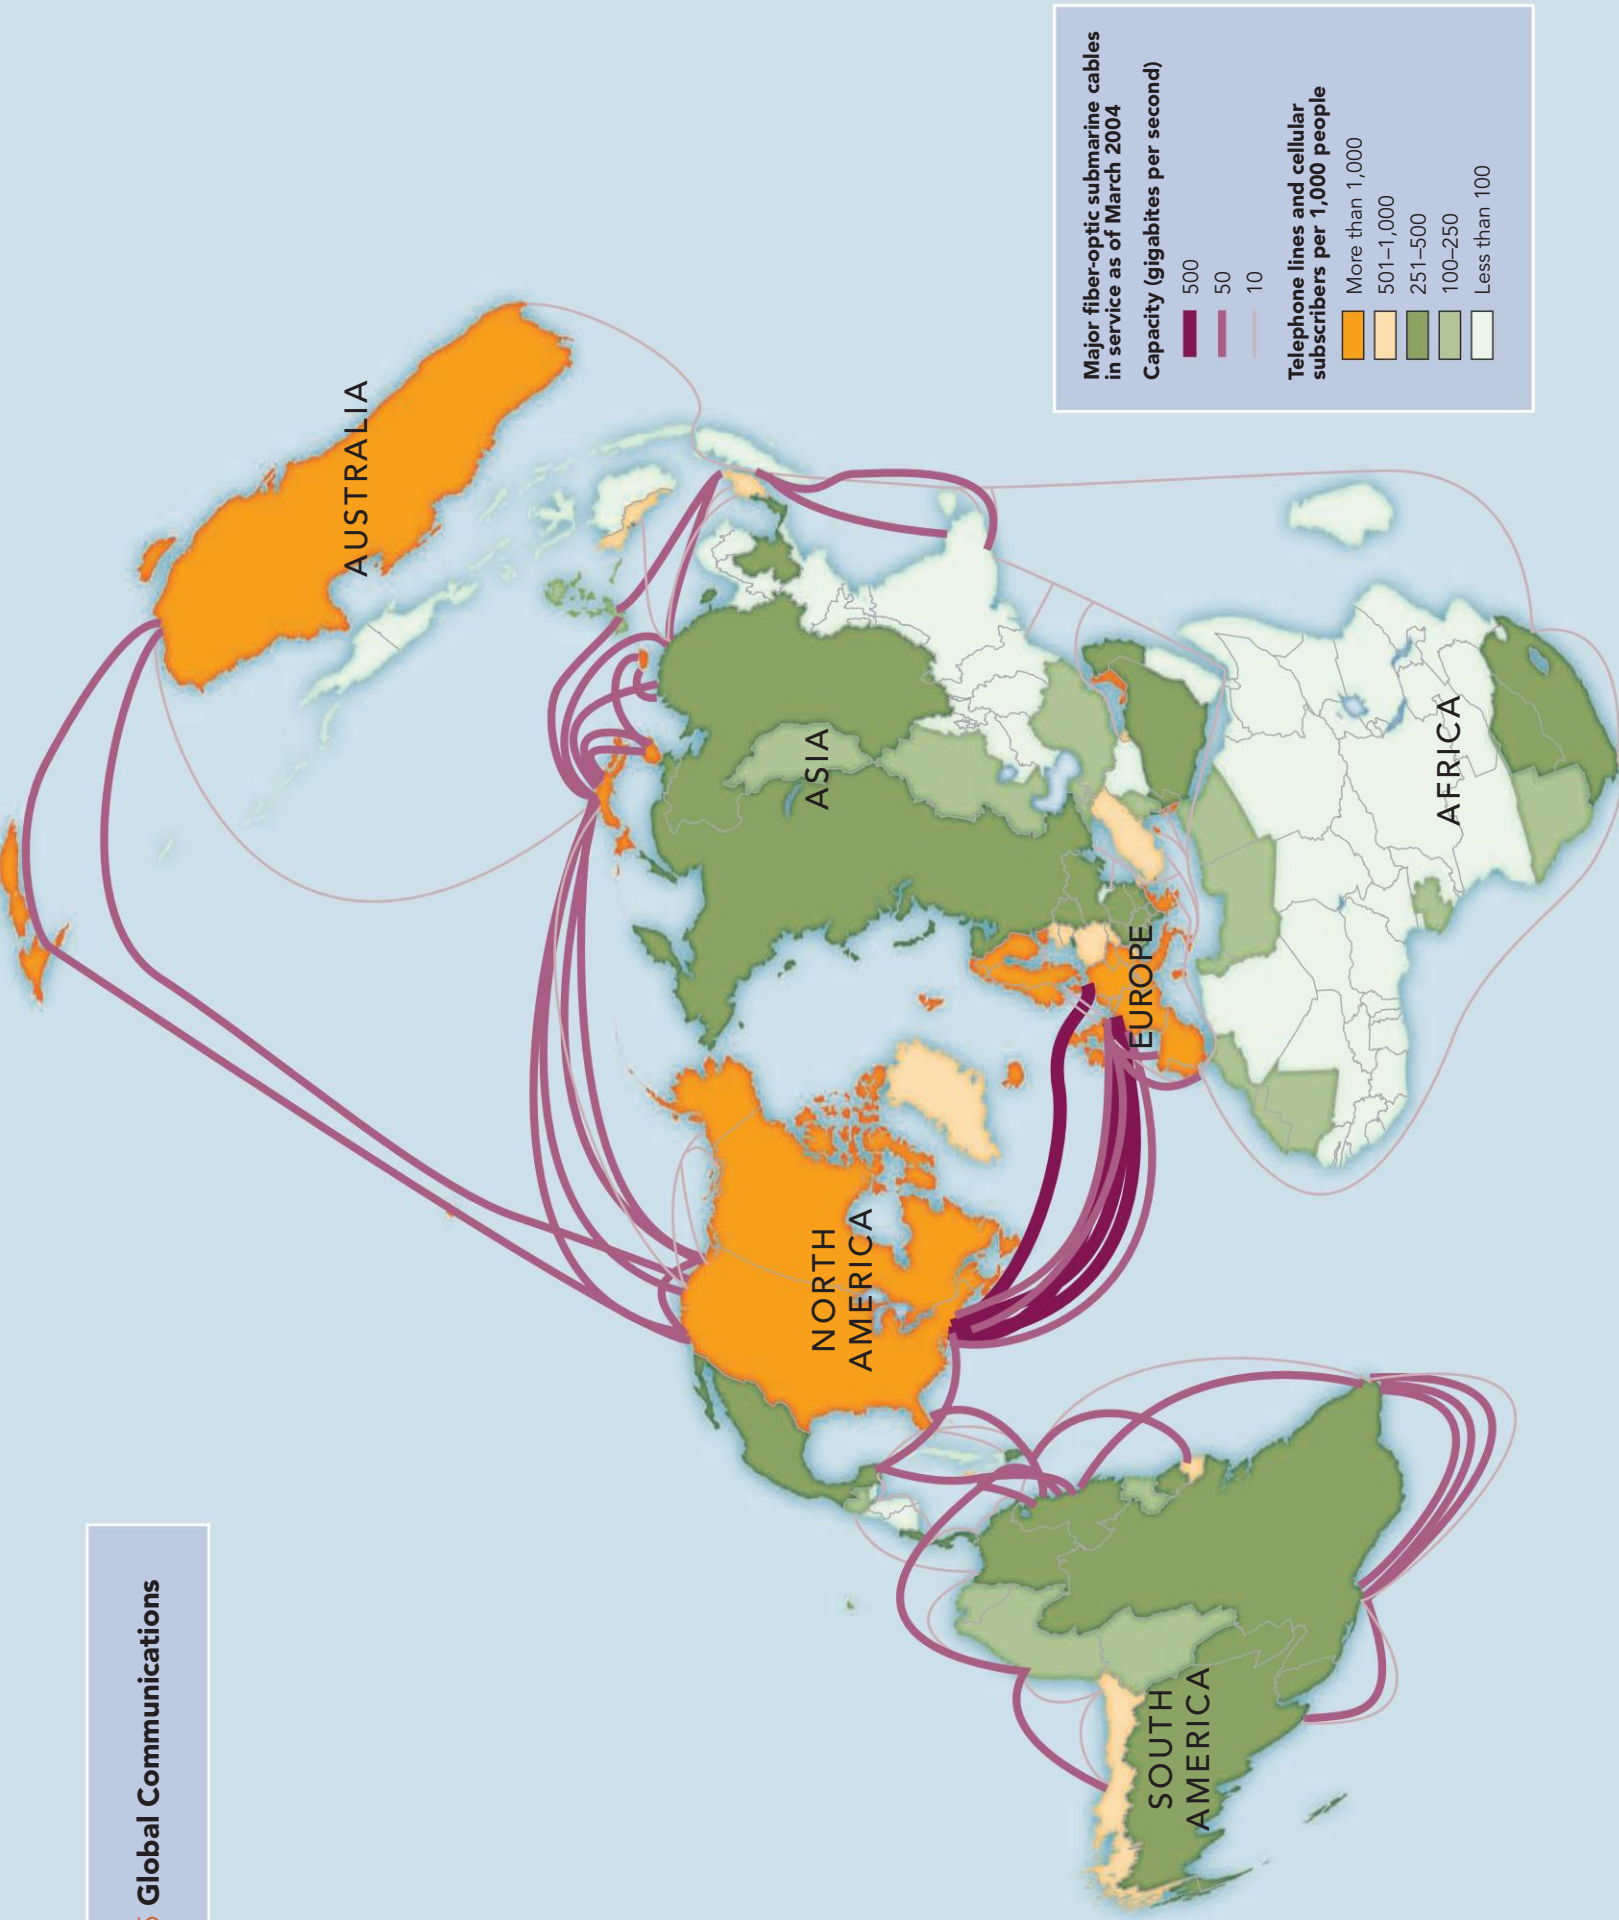 Global Communications
NORTH
AMERICA
SOUTH
AMERICA
EUROPE
ASIA
AFRICA
AUSTRALIA
Major fiber-optic submarine cables
in service as of March 2004
Capacity (gigabites per second)
500
50
10
Telephone lines and cellular
subscribers per 1,000 people
More than 1,000
501–1,000
251–500
100–250
Less than 100